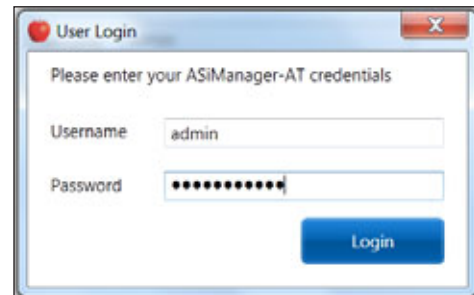 User Login
Please enter your ASiManager-AT credentials
Username admin
Password ●●●●●●●●●●●
Login